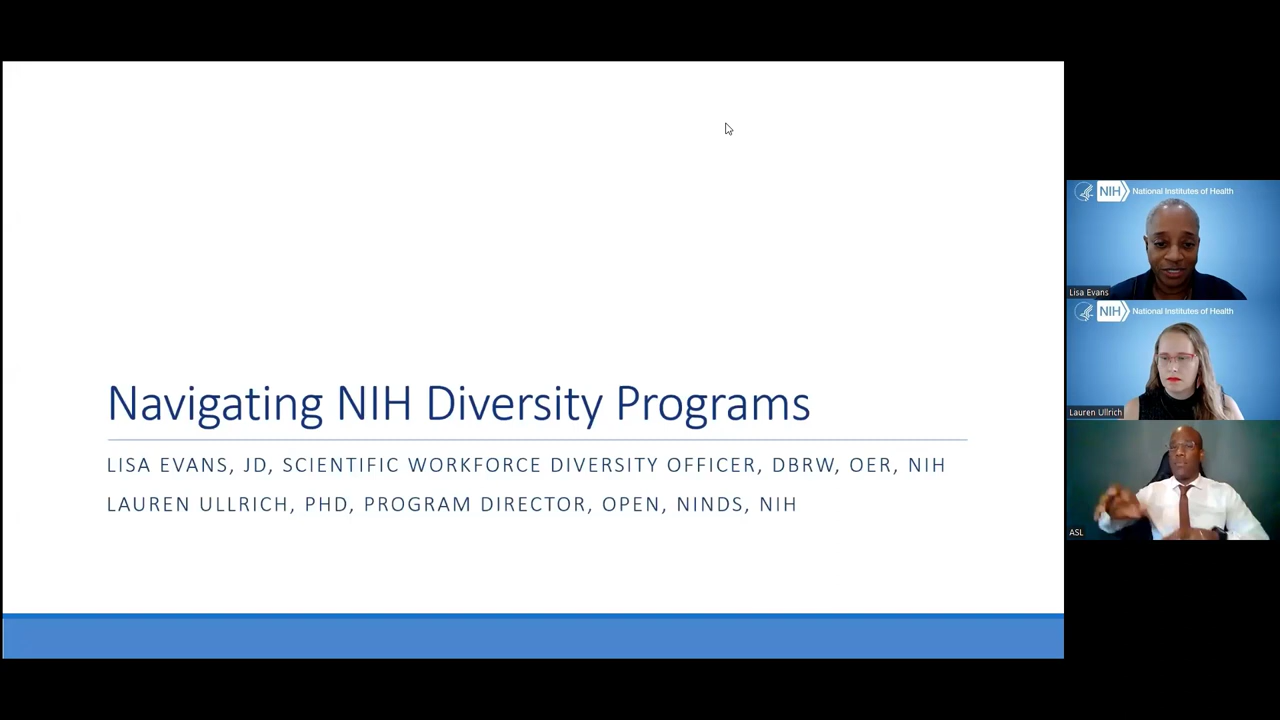 Navigating NIH Diversity Programs
LISA EVANS, JD, SCIENTIFIC WORKFORCE DIVERSITY OFFICER, DBRW, OER, NIH
LAUREN ULLRICH, PHD, PROGRAM DIRECTOR, OPEN, NINDS, NIH
NIH National Institutes of Health
Lisa Evans
NIH National Institutes of Health
Lauren Ullrich
ASL